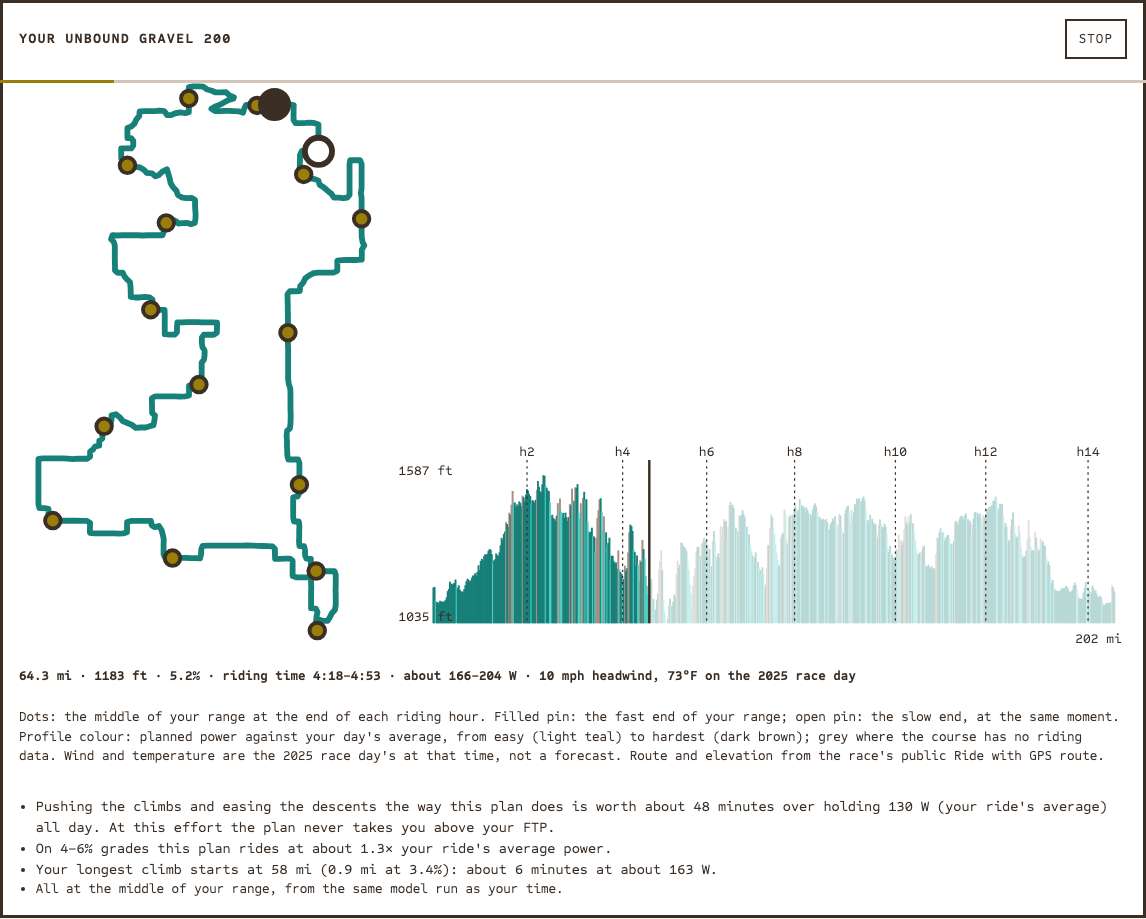 YOUR UNBOUND GRAVEL 200
STOP
h2 h4 h6 h8 h10 h12 h14
1587 ft
1035 ft
202 mi
64.3 mi · 1183 ft · 5.2% · riding time 4:18–4:53 · about 166–204 W · 10 mph headwind, 73°F on the 2025 race day
Dots: the middle of your range at the end of each riding hour. Filled pin: the fast end of your range; open pin: the slow end, at the same moment.
Profile colour: planned power against your day's average, from easy (light teal) to hardest (dark brown); grey where the course has no riding
data. Wind and temperature are the 2025 race day's at that time, not a forecast. Route and elevation from the race's public Ride with GPS route.
• Pushing the climbs and easing the descents the way this plan does is worth about 48 minutes over holding 130 W (your ride's average)
all day. At this effort the plan never takes you above your FTP.
• On 4–6% grades this plan rides at about 1.3× your ride's average power.
• Your longest climb starts at 58 mi (0.9 mi at 3.4%): about 6 minutes at about 163 W.
• All at the middle of your range, from the same model run as your time.